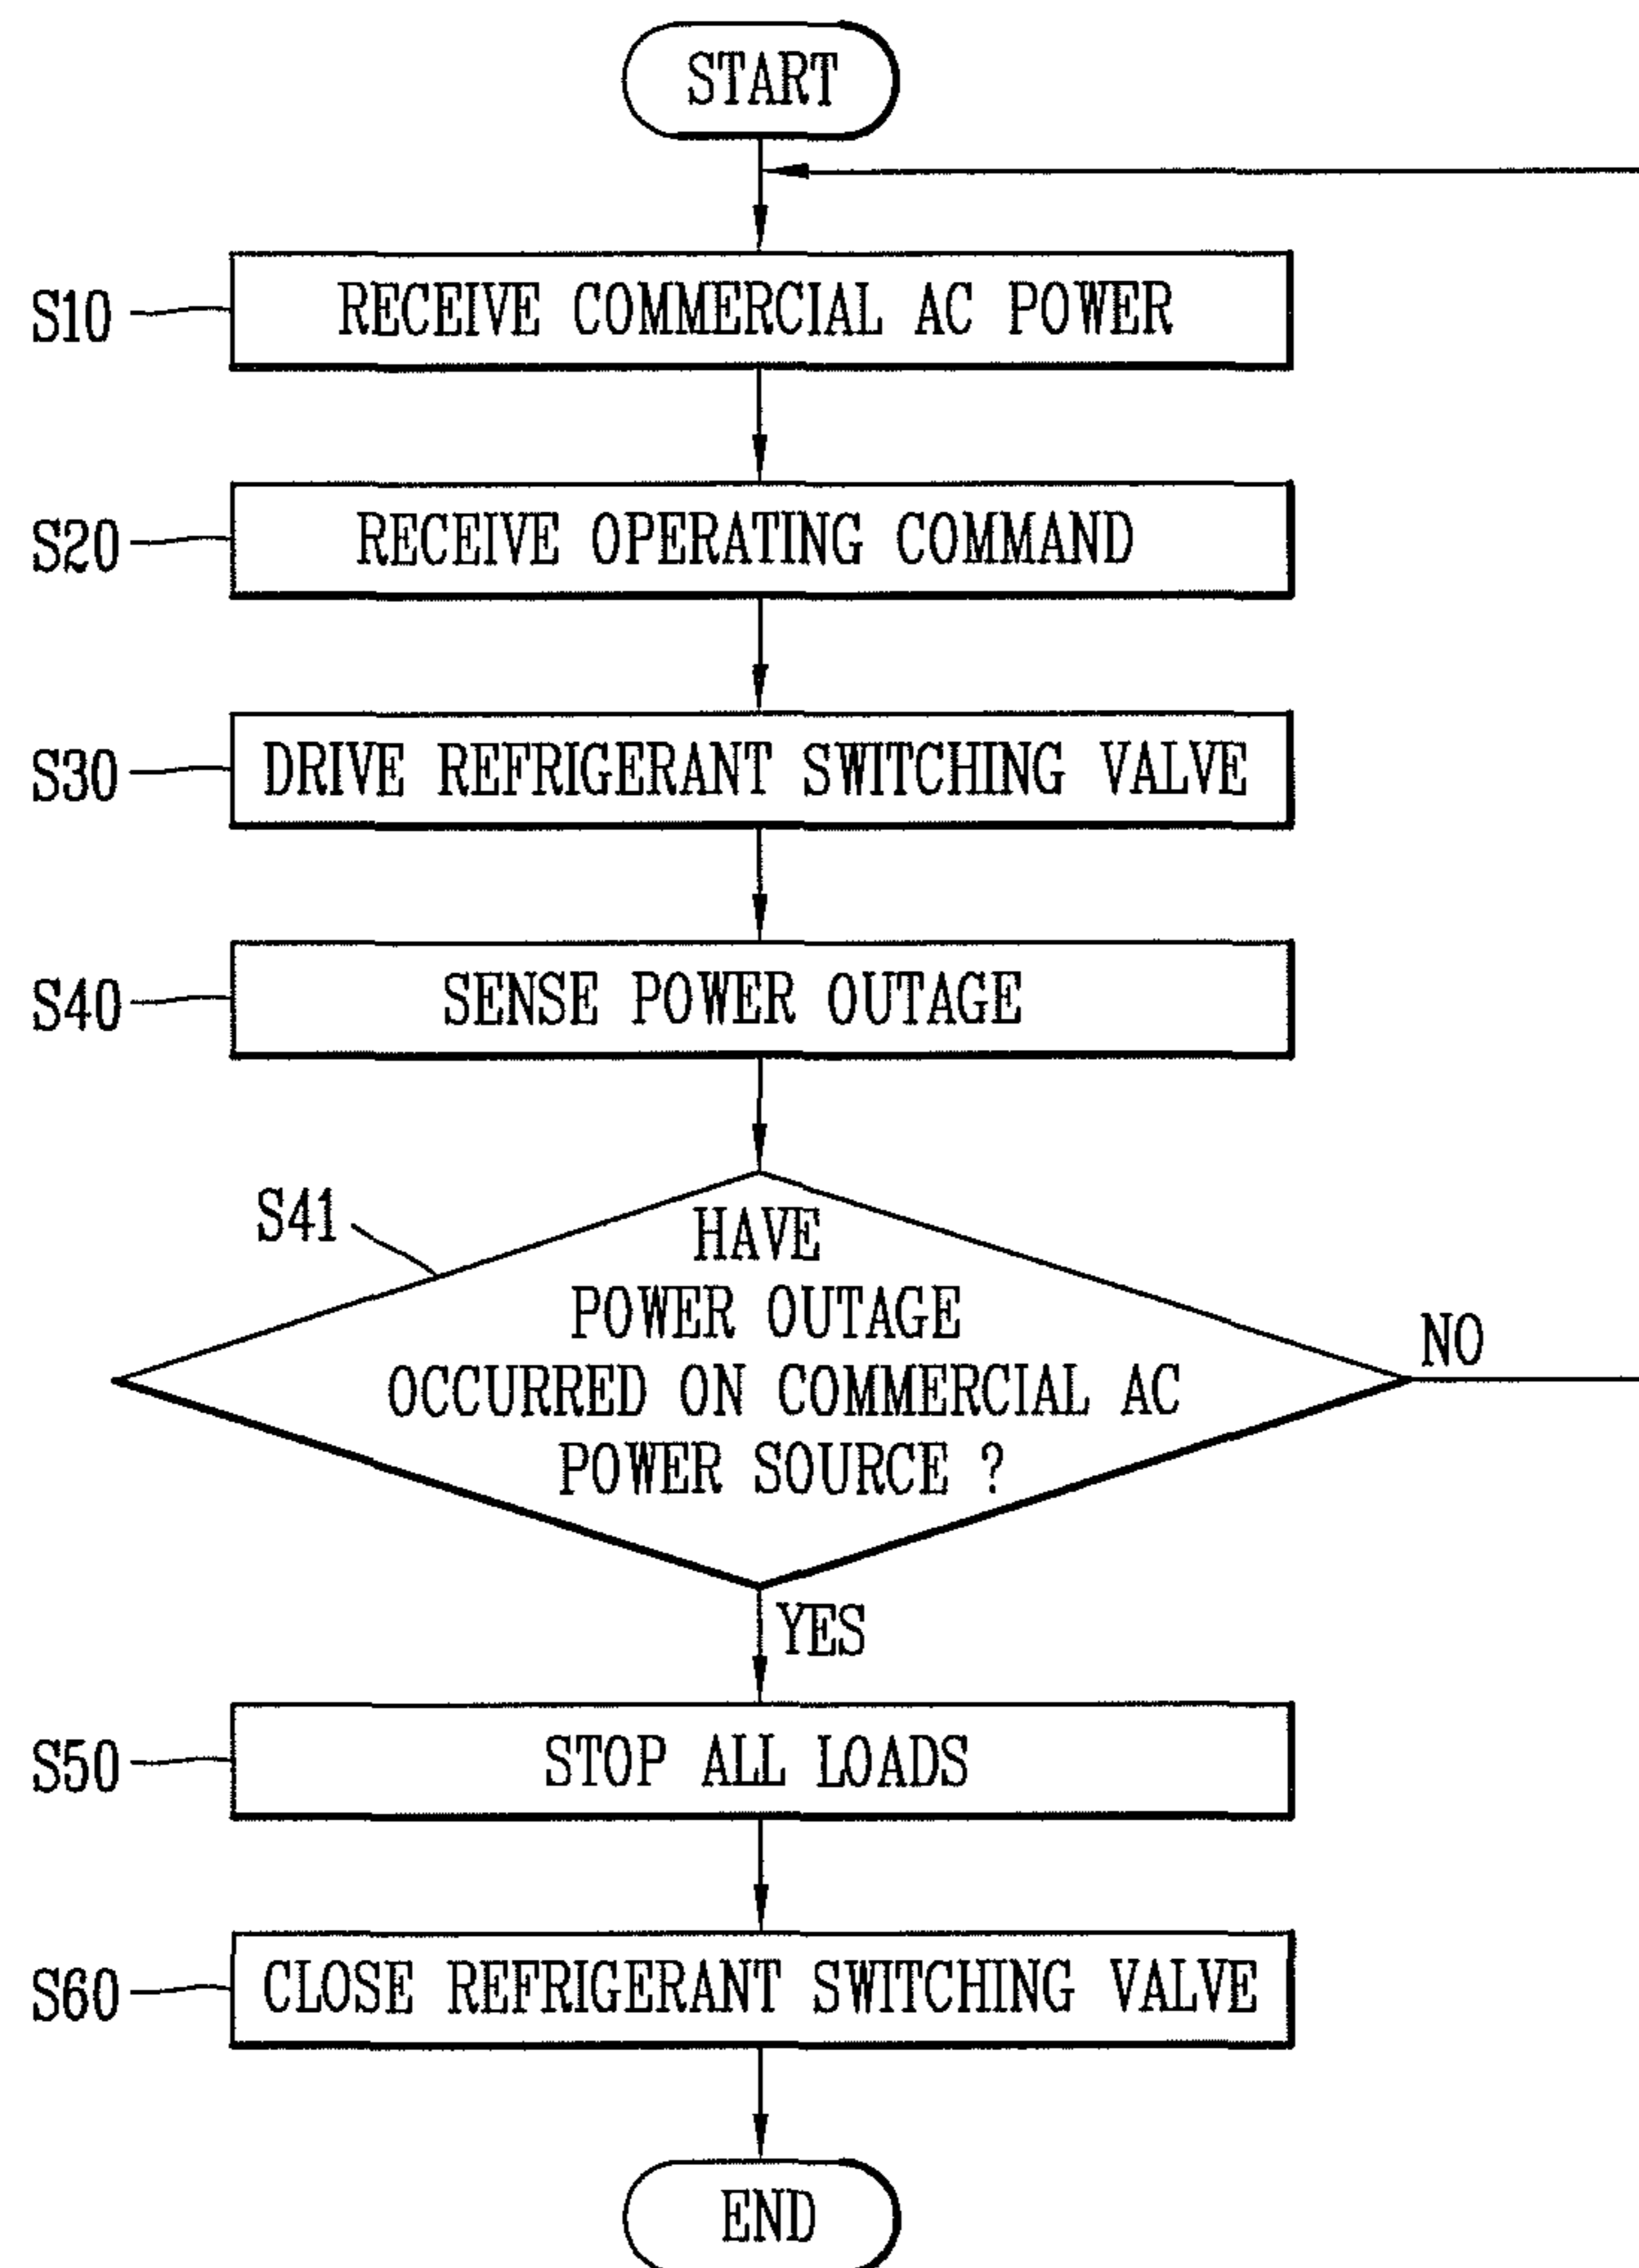 START
S10
RECEIVE COMMERCIAL AC POWER
S20
RECEIVE OPERATING COMMAND
S30
DRIVE REFRIGERANT SWITCHING VALVE
S40
SENSE POWER OUTAGE
S41
HAVE
POWER OUTAGE
OCCURRED ON COMMERCIAL AC
POWER SOURCE ?
NO
YES
S50
STOP ALL LOADS
S60
CLOSE REFRIGERANT SWITCHING VALVE
END